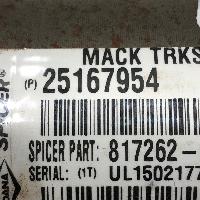 MACK TRKS
(P) 25167954
SPICER®
DANA
SPICER PART: 817262-
SERIAL: (1T) UL1502177